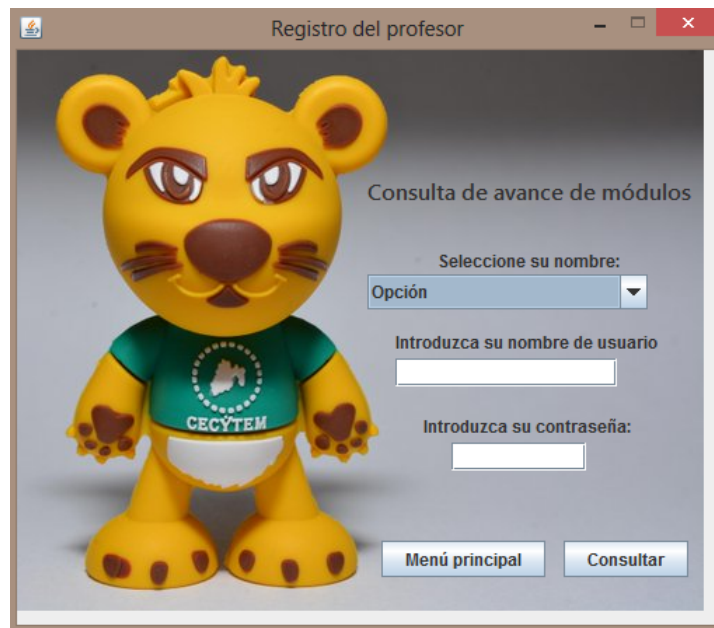 Registro del profesor
Consulta de avance de módulos
Seleccione su nombre:
Opción
Introduzca su nombre de usuario
Introduzca su contraseña:
CECYTEM
Menú principal
Consultar